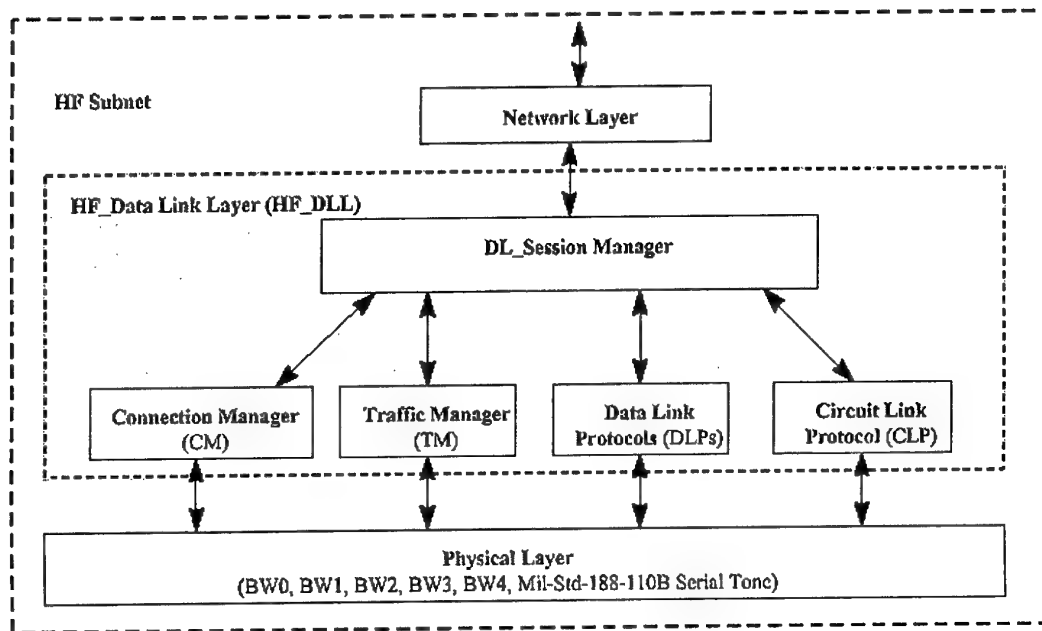 HF Subnet
Network Layer
HF_Data Link Layer (HF_DLL)
DL_Session Manager
Connection Manager
(CM)
Traffic Manager
(TM)
Data Link
Protocols (DLPs)
Circuit Link
Protocol (CLP)
Physical Layer
(BW0, BW1, BW2, BW3, BW4, Mil-Std-188-110B Serial Tone)